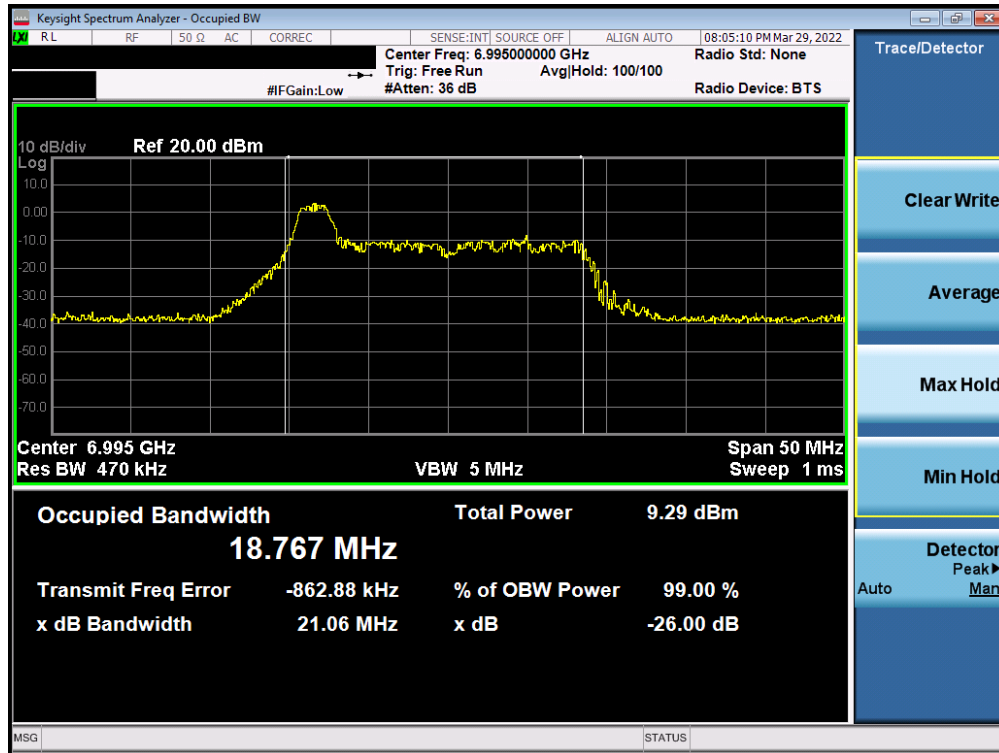 Keysight Spectrum Analyzer - Occupied BW
LXI RL RF 50 Ω AC CORREC SENSE:INT SOURCE OFF ALIGN AUTO 08:05:10 PM Mar 29, 2022
Center Freq: 6.995000000 GHz Radio Std: None
Trig: Free Run Avg|Hold: 100/100
#IFGain:Low #Atten: 36 dB Radio Device: BTS
Trace/Detector
10 dB/div Ref 20.00 dBm
Log
10.0
0.00
-10.0
-20.0
-30.0
-40.0
-50.0
-60.0
-70.0
Center 6.995 GHz Span 50 MHz
Res BW 470 kHz VBW 5 MHz Sweep 1 ms
Occupied Bandwidth Total Power 9.29 dBm
18.767 MHz
Transmit Freq Error -862.88 kHz % of OBW Power 99.00 %
x dB Bandwidth 21.06 MHz x dB -26.00 dB
Clear Write
Average
Max Hold
Min Hold
Detector
Peak
Auto Man
MSG STATUS